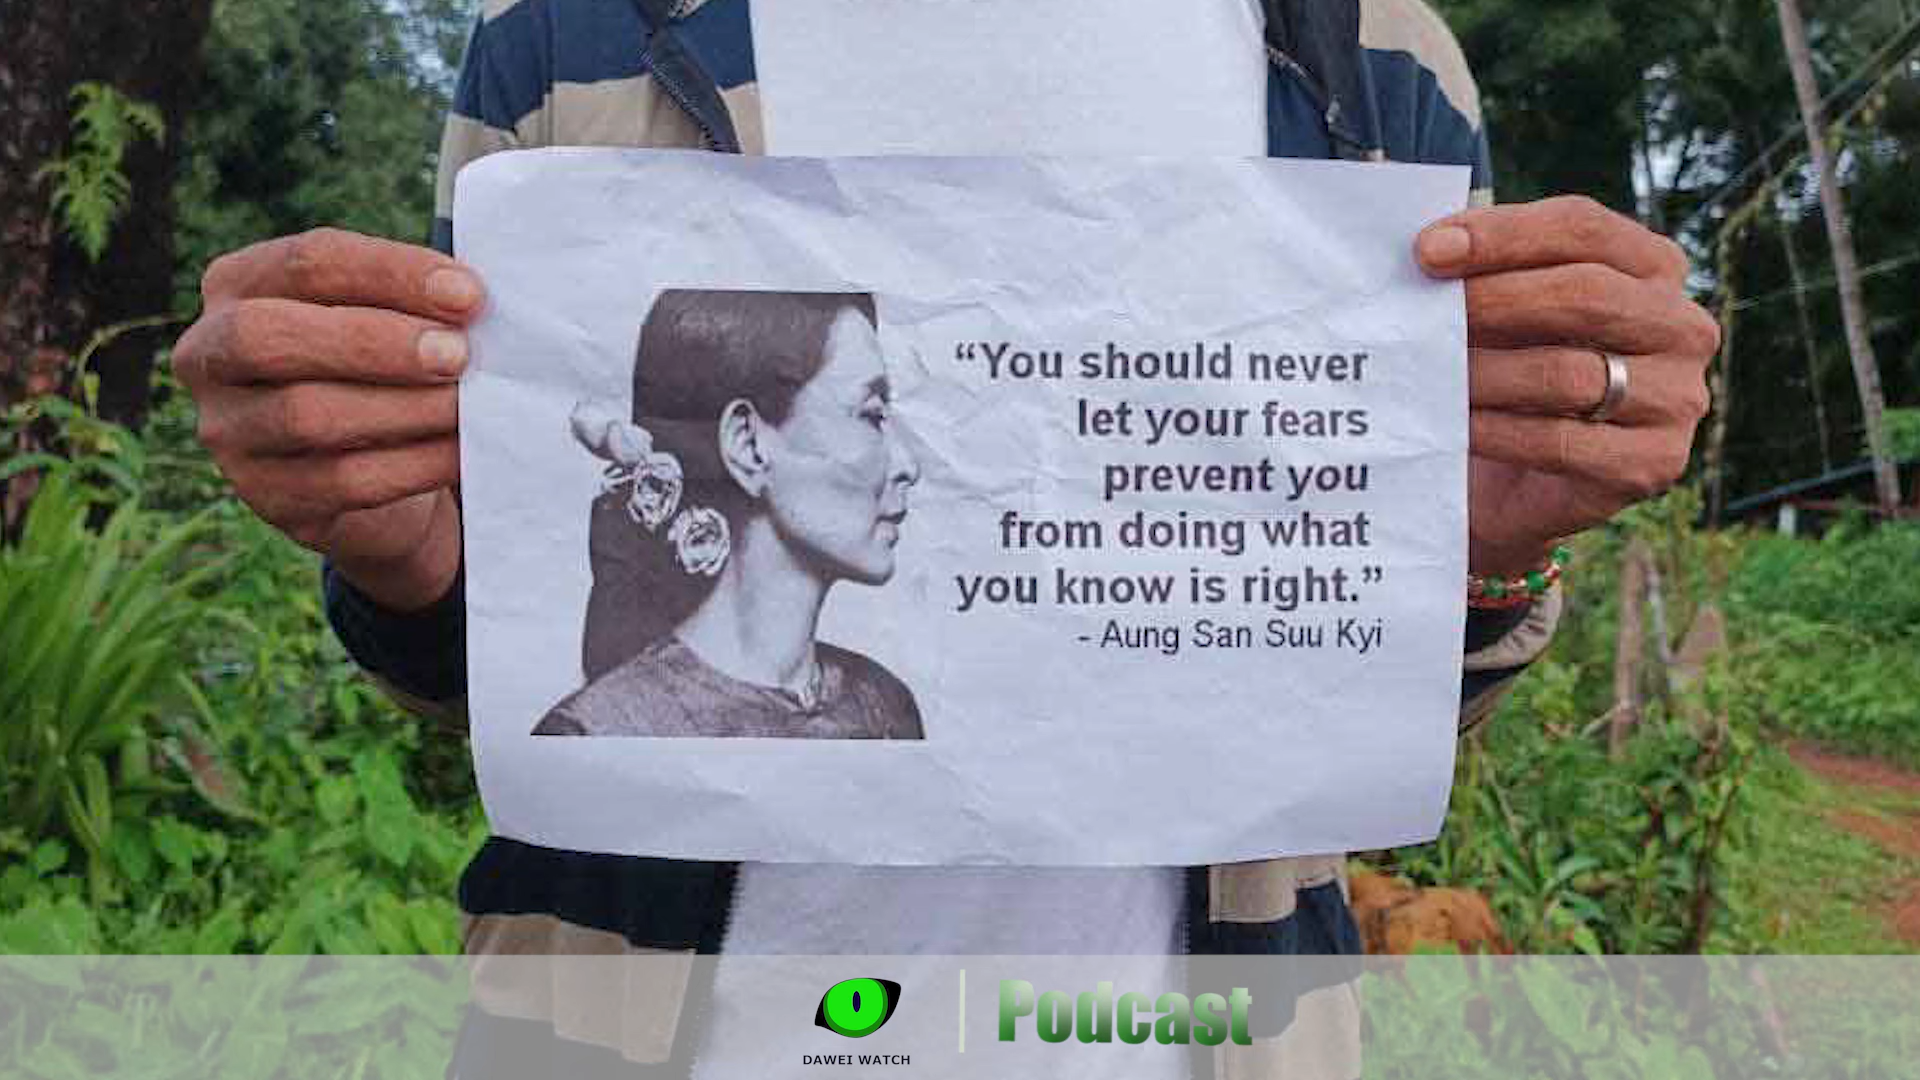 “You should never
let your fears
prevent you
from doing what
you know is right.”
- Aung San Suu Kyi
DAWEI WATCH
Podcast